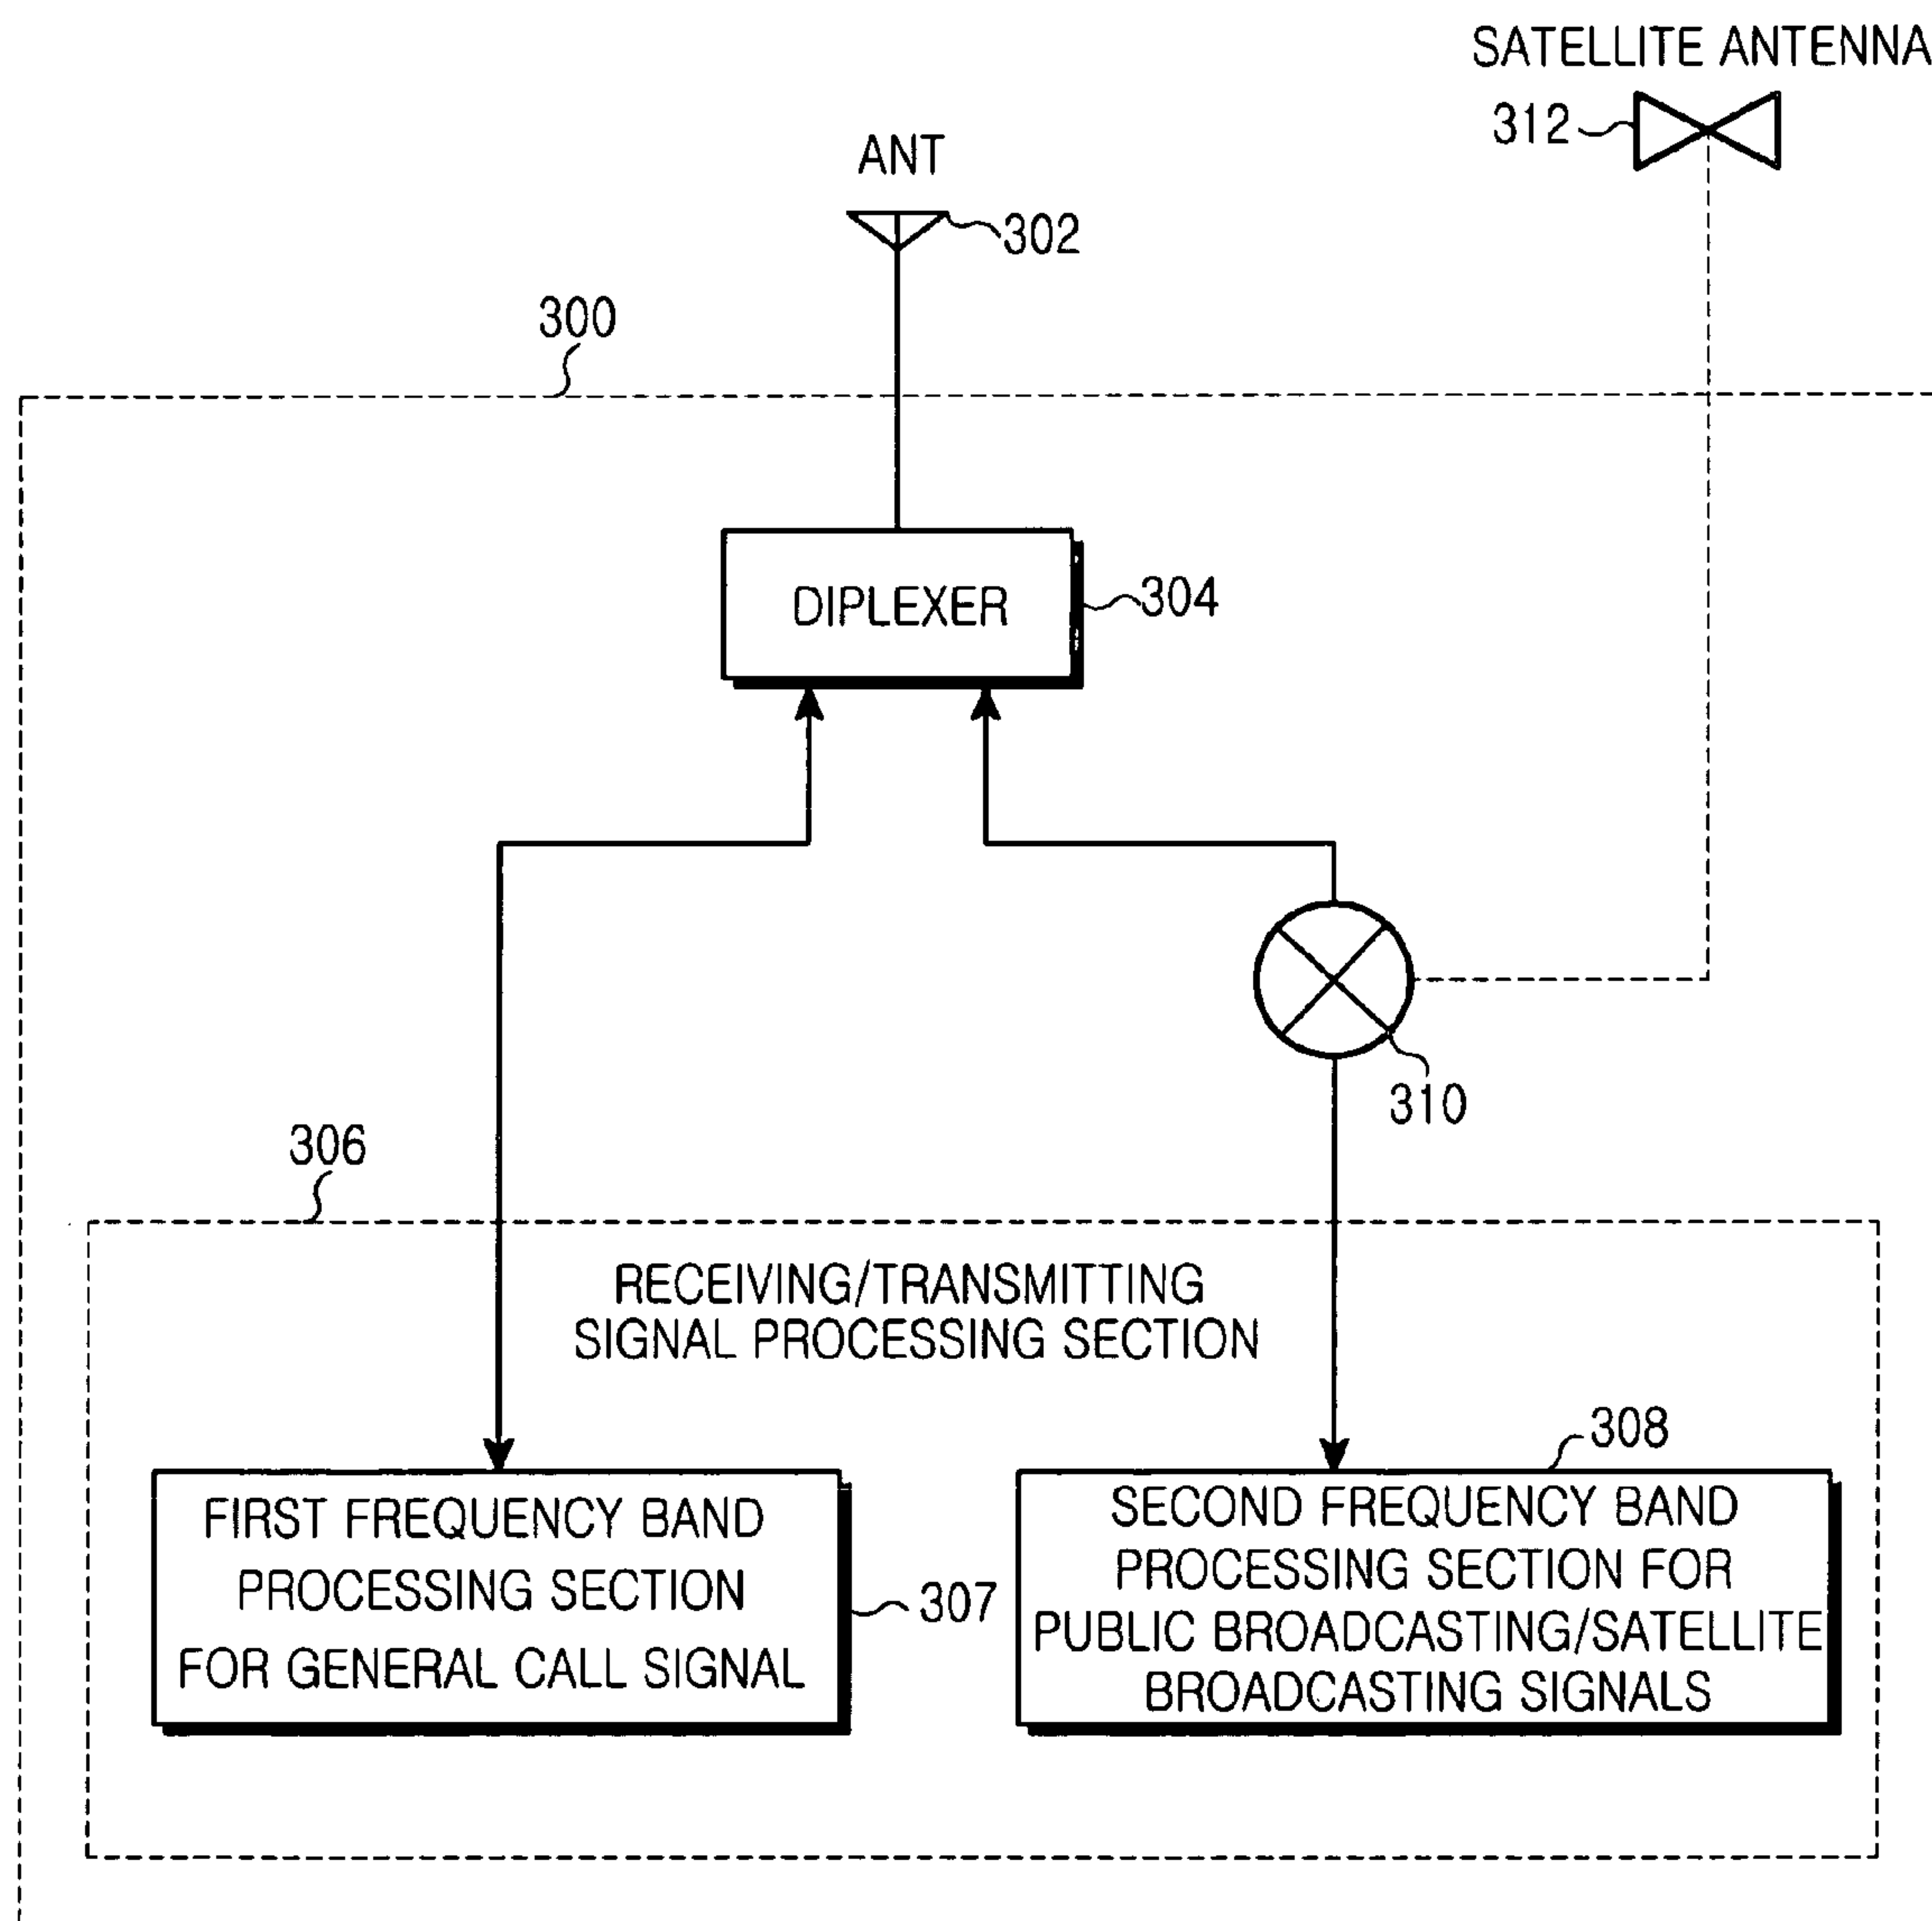 SATELLITE ANTENNA
312
ANT
302
300
DIPLEXER
304
310
306
RECEIVING/TRANSMITTING
SIGNAL PROCESSING SECTION
308
FIRST FREQUENCY BAND
PROCESSING SECTION
FOR GENERAL CALL SIGNAL
307
SECOND FREQUENCY BAND
PROCESSING SECTION FOR
PUBLIC BROADCASTING/SATELLITE
BROADCASTING SIGNALS